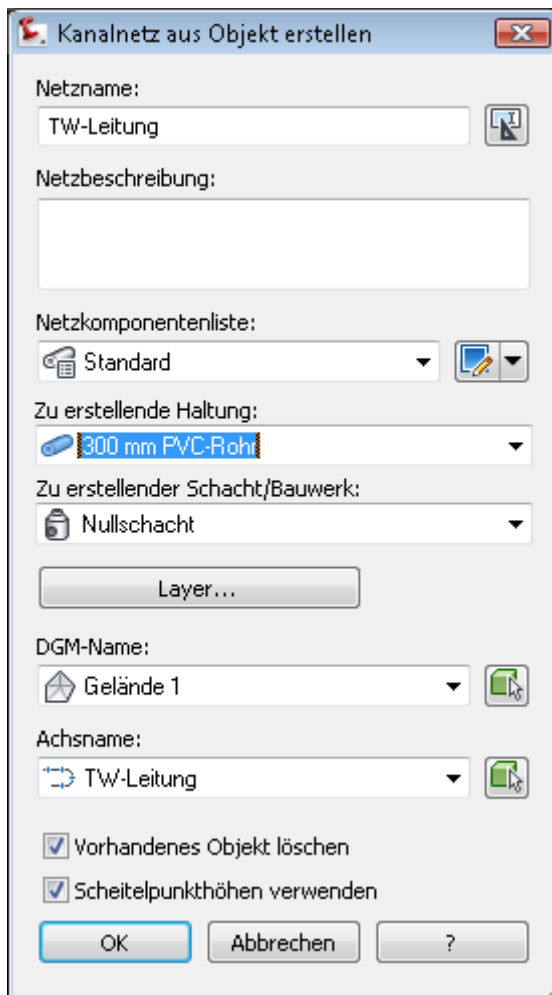 Kanalnetz aus Objekt erstellen
Netzname:
TW-Leitung
Netzbeschreibung:
Netzkomponentenliste:
Standard
Zu erstellende Haltung:
300 mm PVC-Rohr
Zu erstellender Schacht/Bauwerk:
Nullschacht
Layer...
DGM-Name:
Gelände 1
Achsname:
TW-Leitung
Vorhandenes Objekt löschen
Scheitelpunkthöhen verwenden
OK Abbrechen ?